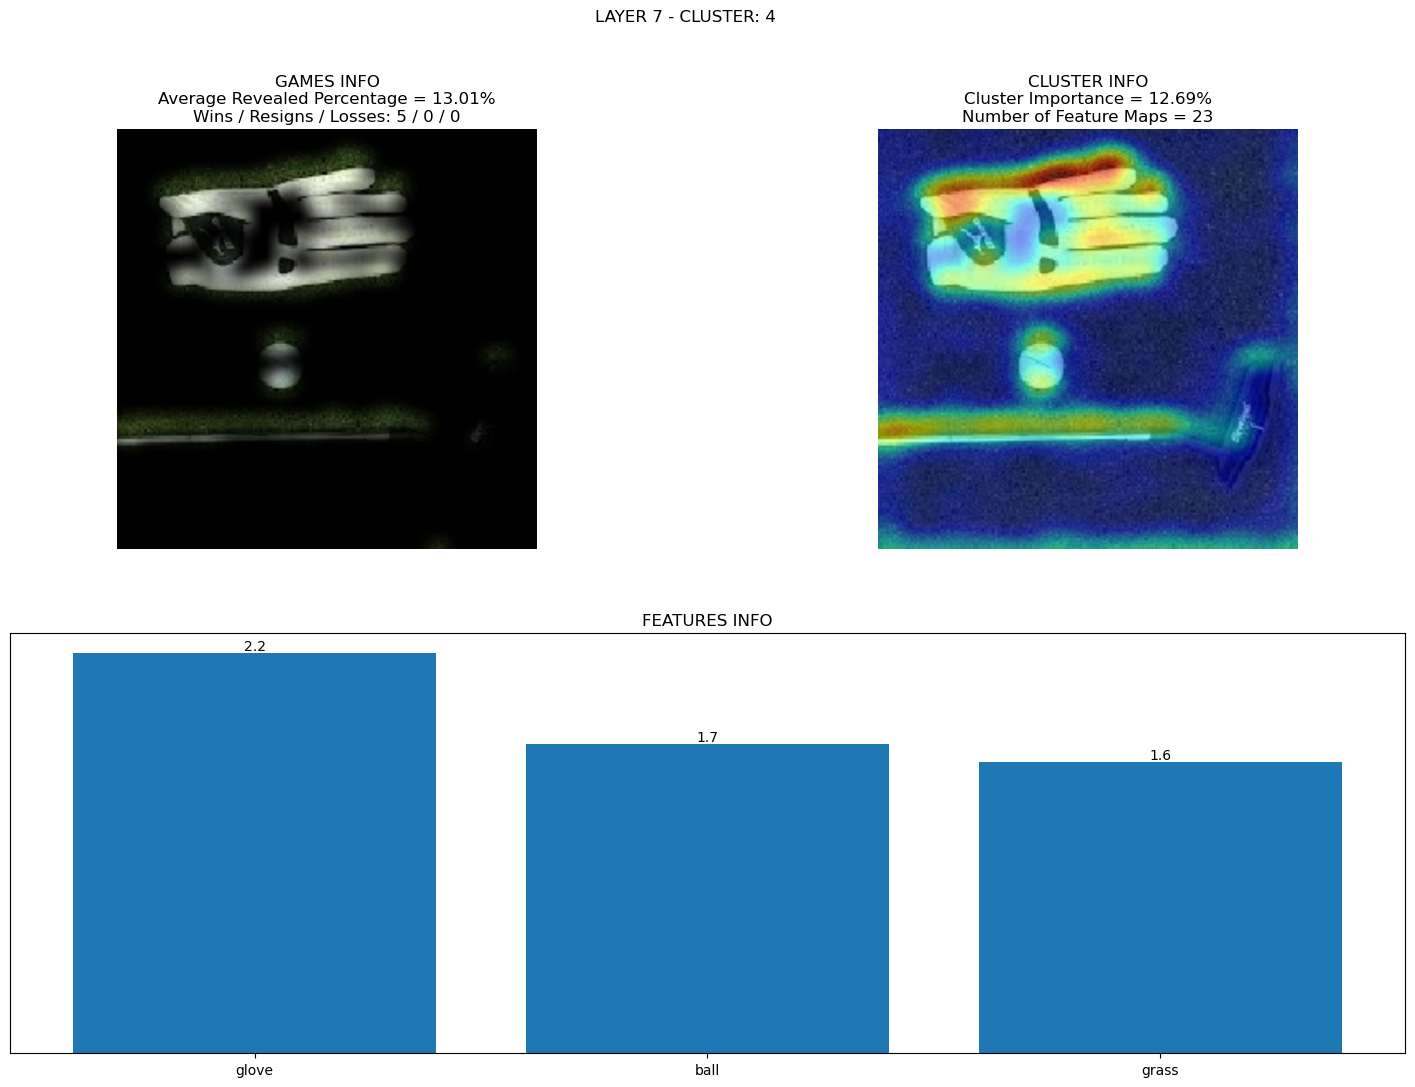 LAYER 7 - CLUSTER: 4
GAMES INFO
Average Revealed Percentage = 13.01%
Wins / Resigns / Losses: 5 / 0 / 0
CLUSTER INFO
Cluster Importance = 12.69%
Number of Feature Maps = 23
FEATURES INFO
2.2
1.7
1.6
glove
ball
grass